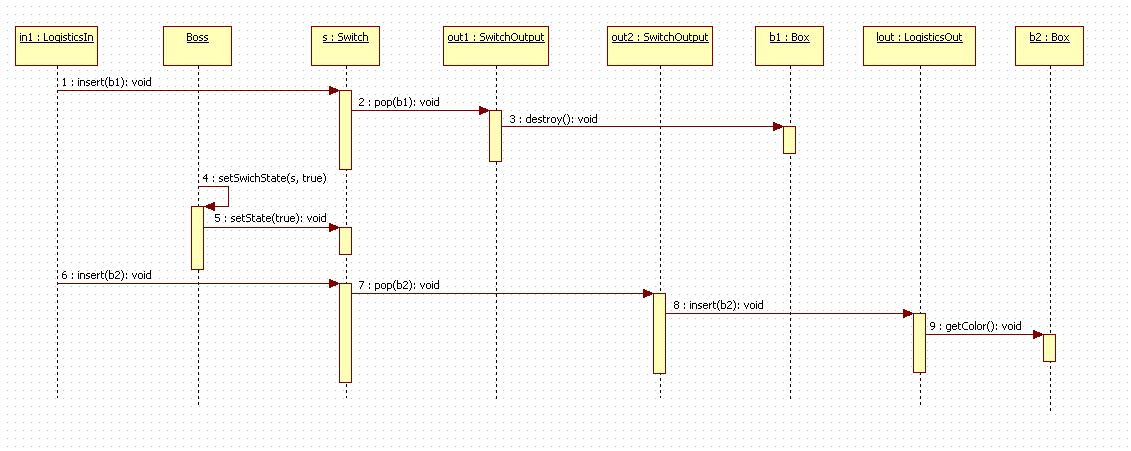 in1 : LogisticsIn
Boss
s : Switch
out1 : SwitchOutput
out2 : SwitchOutput
b1 : Box
lout : LogisticsOut
b2 : Box
1 : insert(b1): void
2 : pop(b1): void
3 : destroy(): void
4 : setSwichState(s, true)
5 : setState(true): void
6 : insert(b2): void
7 : pop(b2): void
8 : insert(b2): void
9 : getColor(): void